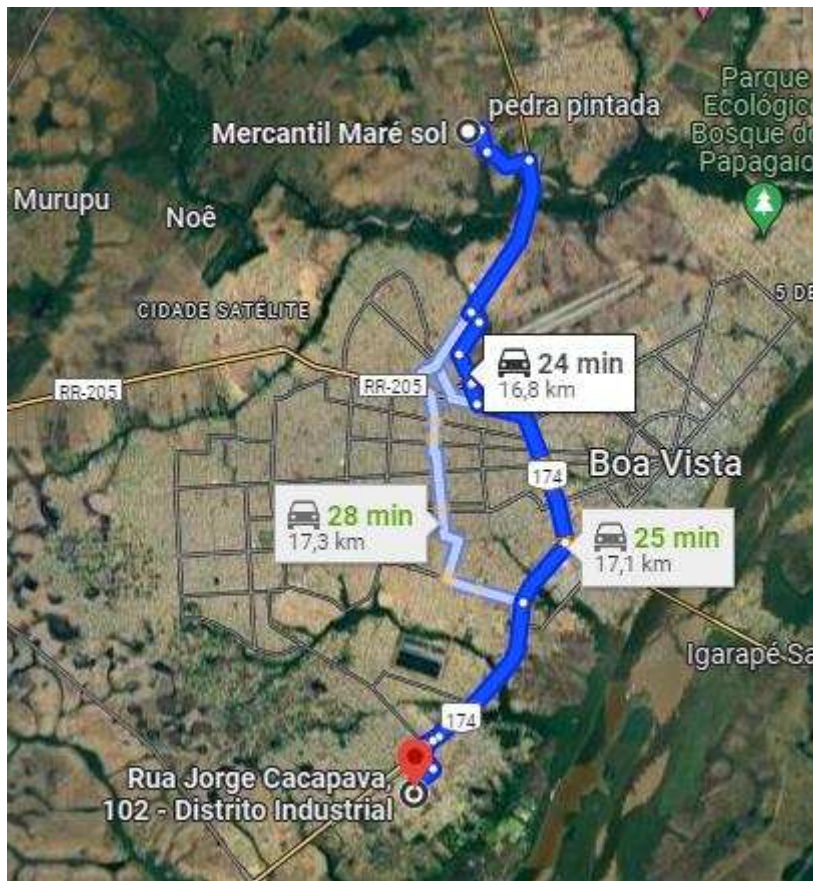 Parque
Ecológico
Bosque do
Papagaio
pedra pintada
Mercantil Maré sol
Murupu
Noê
CIDADE SATÉLITE
5 DE
24 min
16,8 km
RR-205
RR-205
Boa Vista
174
28 min
17,3 km
25 min
17,1 km
Igarapé Sa
174
Rua Jorge Cacapava,
102 - Distrito Industrial